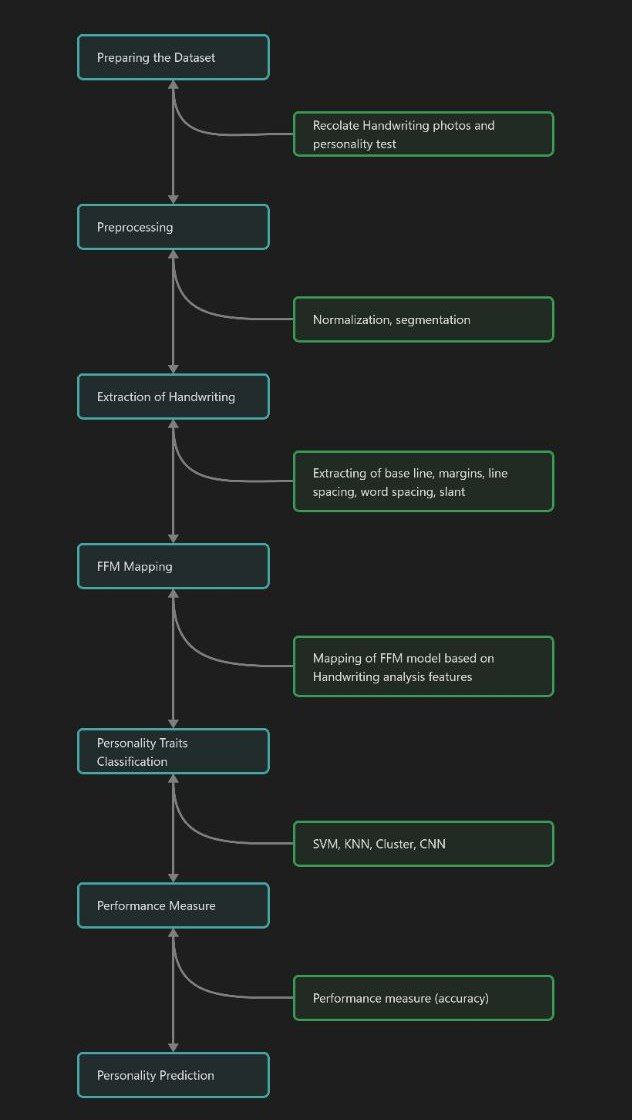 Preparing the Dataset
Recolate Handwriting photos and
personality test
Preprocessing
Normalization, segmentation
Extraction of Handwriting
Extracting of base line, margins, line
spacing, word spacing, slant
FFM Mapping
Mapping of FFM model based on
Handwriting analysis features
Personality Traits
Classification
SVM, KNN, Cluster, CNN
Performance Measure
Performance measure (accuracy)
Personality Prediction